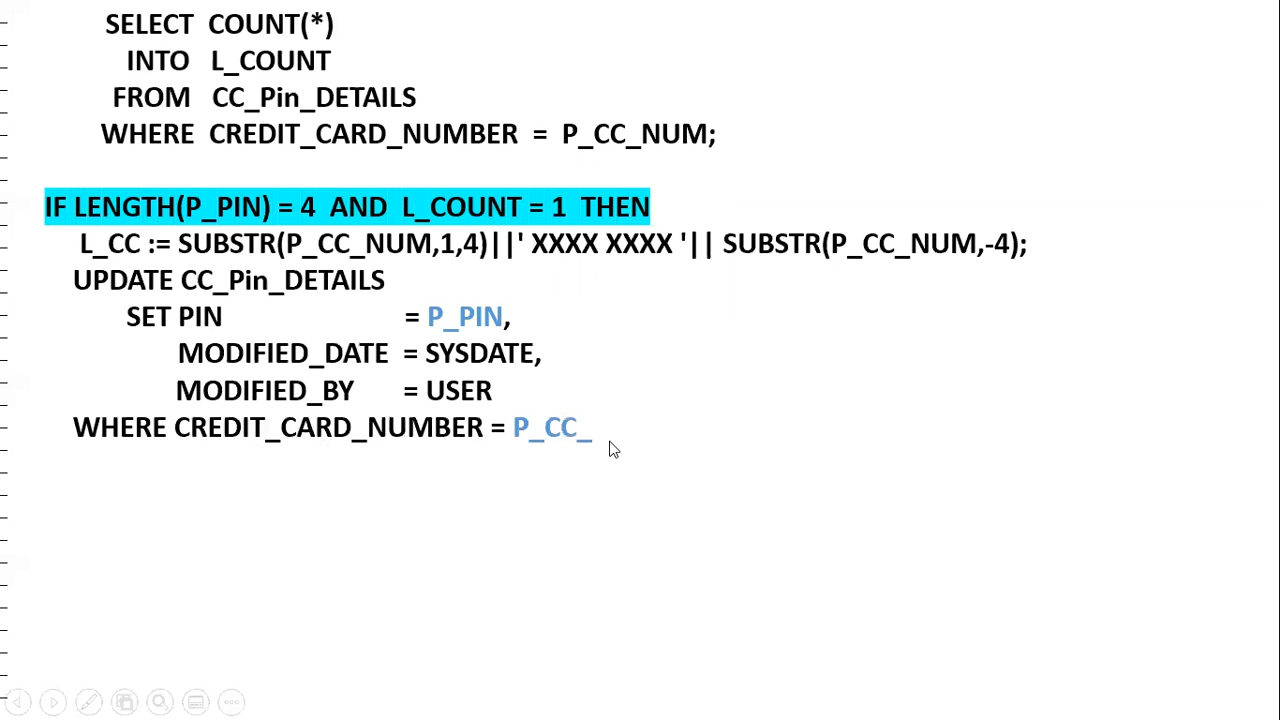 SELECT COUNT(*)
INTO L_COUNT
FROM CC_Pin_DETAILS
WHERE CREDIT_CARD_NUMBER = P_CC_NUM;
IF LENGTH(P_PIN) = 4 AND L_COUNT = 1 THEN
L_CC := SUBSTR(P_CC_NUM,1,4)||' XXXX XXXX '|| SUBSTR(P_CC_NUM,-4);
UPDATE CC_Pin_DETAILS
SET PIN = P_PIN,
MODIFIED_DATE = SYSDATE,
MODIFIED_BY = USER
WHERE CREDIT_CARD_NUMBER = P_CC_